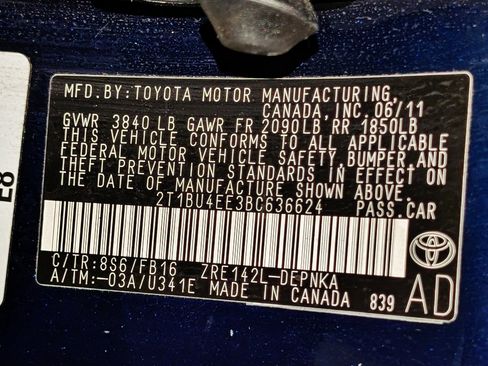 MFD.BY:TOYOTA MOTOR MANUFACTURING
CANADA,INC.06/11
GVWR 3840 LB GAWR FR 2090LB RR 1850LB
THIS VEHICLE CONFORMS TO ALL APPLICABLE
FEDERAL MOTOR VEHICLE SAFETY,BUMPER,AND
THEFT PREVENTION STANDARDS IN EFFECT ON
THE DATE OF MANUFACTURE SHOWN ABOVE.
2T1BU4EE3BC636624 PASS.CAR
C/TR:8S6/FB16 ZRE142L-DEPNKA
A/TM:-03A/U341E MADE IN CANADA 839
TOYOTA
AD
E8